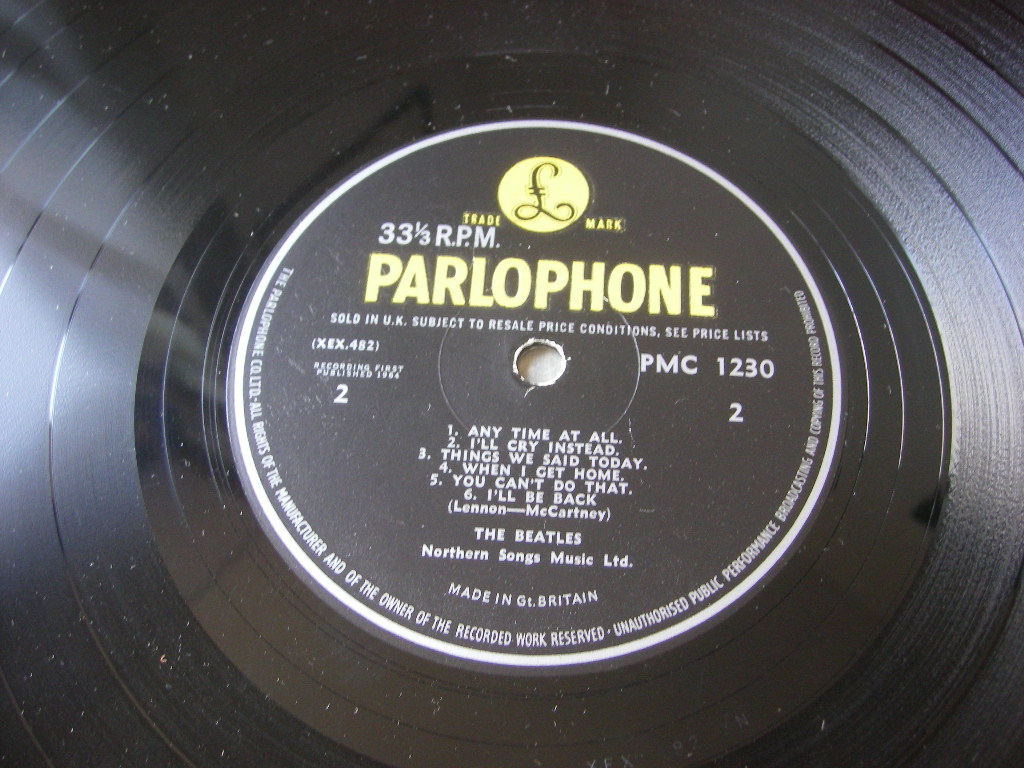 £
TRADE MARK
33⅓ R.P.M.
PARLOPHONE
SOLD IN U.K. SUBJECT TO RESALE PRICE CONDITIONS, SEE PRICE LISTS
(XEX.482)
PMC 1230
RECORDING FIRST
PUBLISHED 1964
2
2
1. ANY TIME AT ALL.
2. I'LL CRY INSTEAD.
3. THINGS WE SAID TODAY.
4. WHEN I GET HOME.
5. YOU CAN'T DO THAT.
6. I'LL BE BACK
(Lennon—McCartney)
THE BEATLES
Northern Songs Music Ltd.
MADE IN Gt. BRITAIN
THE PARLOPHONE CO. LTD. ALL RIGHTS OF THE MANUFACTURER AND OF THE OWNER OF THE RECORDED WORK RESERVED · UNAUTHORISED PUBLIC PERFORMANCE BROADCASTING AND COPYING OF THIS RECORD PROHIBITED
XEX